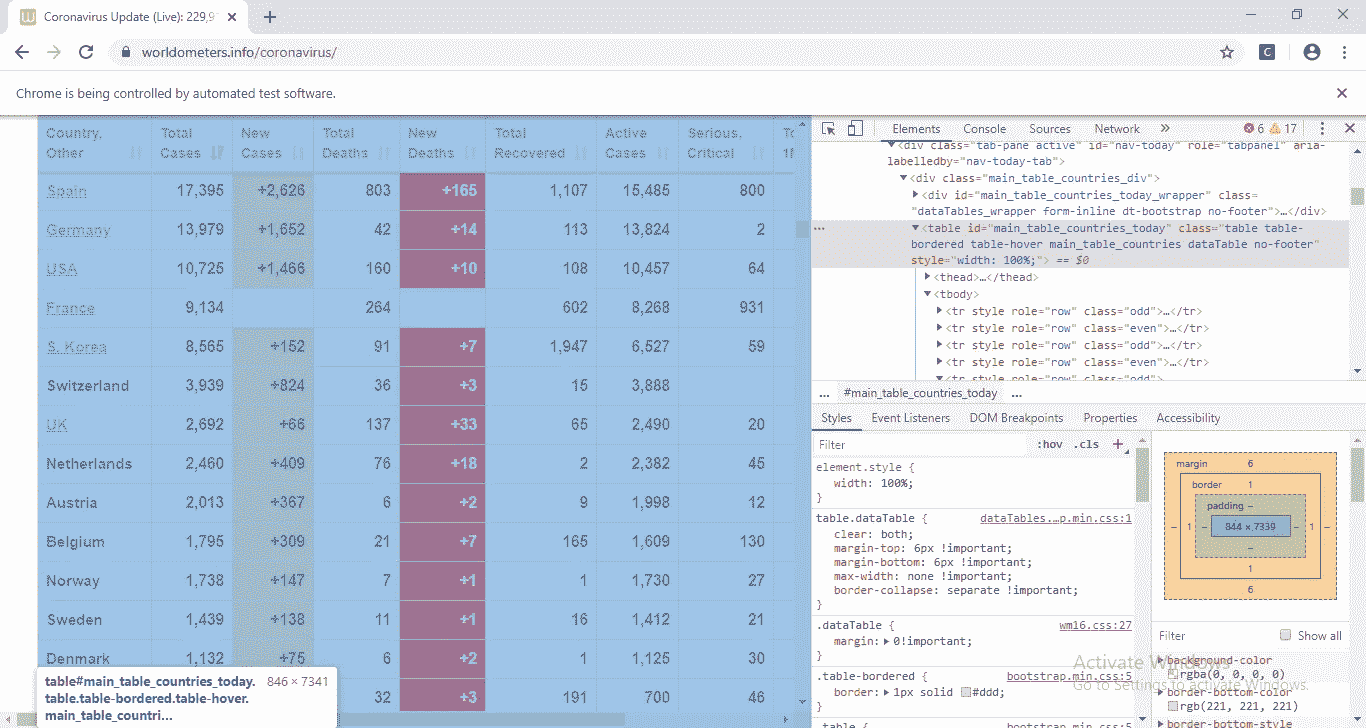 Coronavirus Update (Live): 229,9
worldometers.info/coronavirus/
C
Chrome is being controlled by automated test software.
Country, Other Total Cases New Cases Total Deaths New Deaths Total Recovered Active Cases Serious, Critical
Spain 17,395 +2,626 803 +165 1,107 15,485 800
Germany 13,979 +1,652 42 +14 113 13,824 2
USA 10,725 +1,466 160 +10 108 10,457 64
France 9,134 264 602 8,268 931
S. Korea 8,565 +152 91 +7 1,947 6,527 59
Switzerland 3,939 +824 36 +3 15 3,888
UK 2,692 +66 137 +33 65 2,490 20
Netherlands 2,460 +409 76 +18 2 2,382 45
Austria 2,013 +367 6 +2 9 1,998 12
Belgium 1,795 +309 21 +7 165 1,609 130
Norway 1,738 +147 7 +1 1 1,730 27
Sweden 1,439 +138 11 +1 16 1,412 21
Denmark 1,132 +75 6 +2 1 1,125 30
32 +3 191 700 46
table#main_table_countries_today. 846 × 7341
table.table-bordered.table-hover.
main_table_countri...
Elements Console Sources Network » 6 17
<div class="tab-pane active" id="nav-today" role="tabpanel" aria-
labelledby="nav-today-tab">
<div class="main_table_countries_div">
<div id="main_table_countries_today_wrapper" class=
"dataTables_wrapper form-inline dt-bootstrap no-footer">…</div>
<table id="main_table_countries_today" class="table table-
bordered table-hover main_table_countries dataTable no-footer"
style="width: 100%;"> == $0
<thead>…</thead>
<tbody>
<tr style role="row" class="odd">…</tr>
<tr style role="row" class="even">…</tr>
<tr style role="row" class="odd">…</tr>
<tr style role="row" class="even">…</tr>
<tr style role="row" class="odd">
... #main_table_countries_today ...
Styles Event Listeners DOM Breakpoints Properties Accessibility
Filter :hov .cls +
element.style {
width: 100%;
}
table.dataTable { dataTables.…p.min.css:1
clear: both;
margin-top: 6px !important;
margin-bottom: 6px !important;
max-width: none !important;
border-collapse: separate !important;
}
.dataTable { wm16.css:27
margin: 0!important;
}
.table-bordered { bootstrap.min.css:5
border: 1px solid #ddd;
}
table { bootstrap.min.css:5
margin 6
border 1
padding –
– 1 – 844 × 7339 – 1 –
–
1
6
Filter Show all
background-color
rgba(0, 0, 0, 0)
border-bottom-color
rgb(221, 221, 221)
border-bottom-style
Activate Windows
Go to Settings to activate Windows.